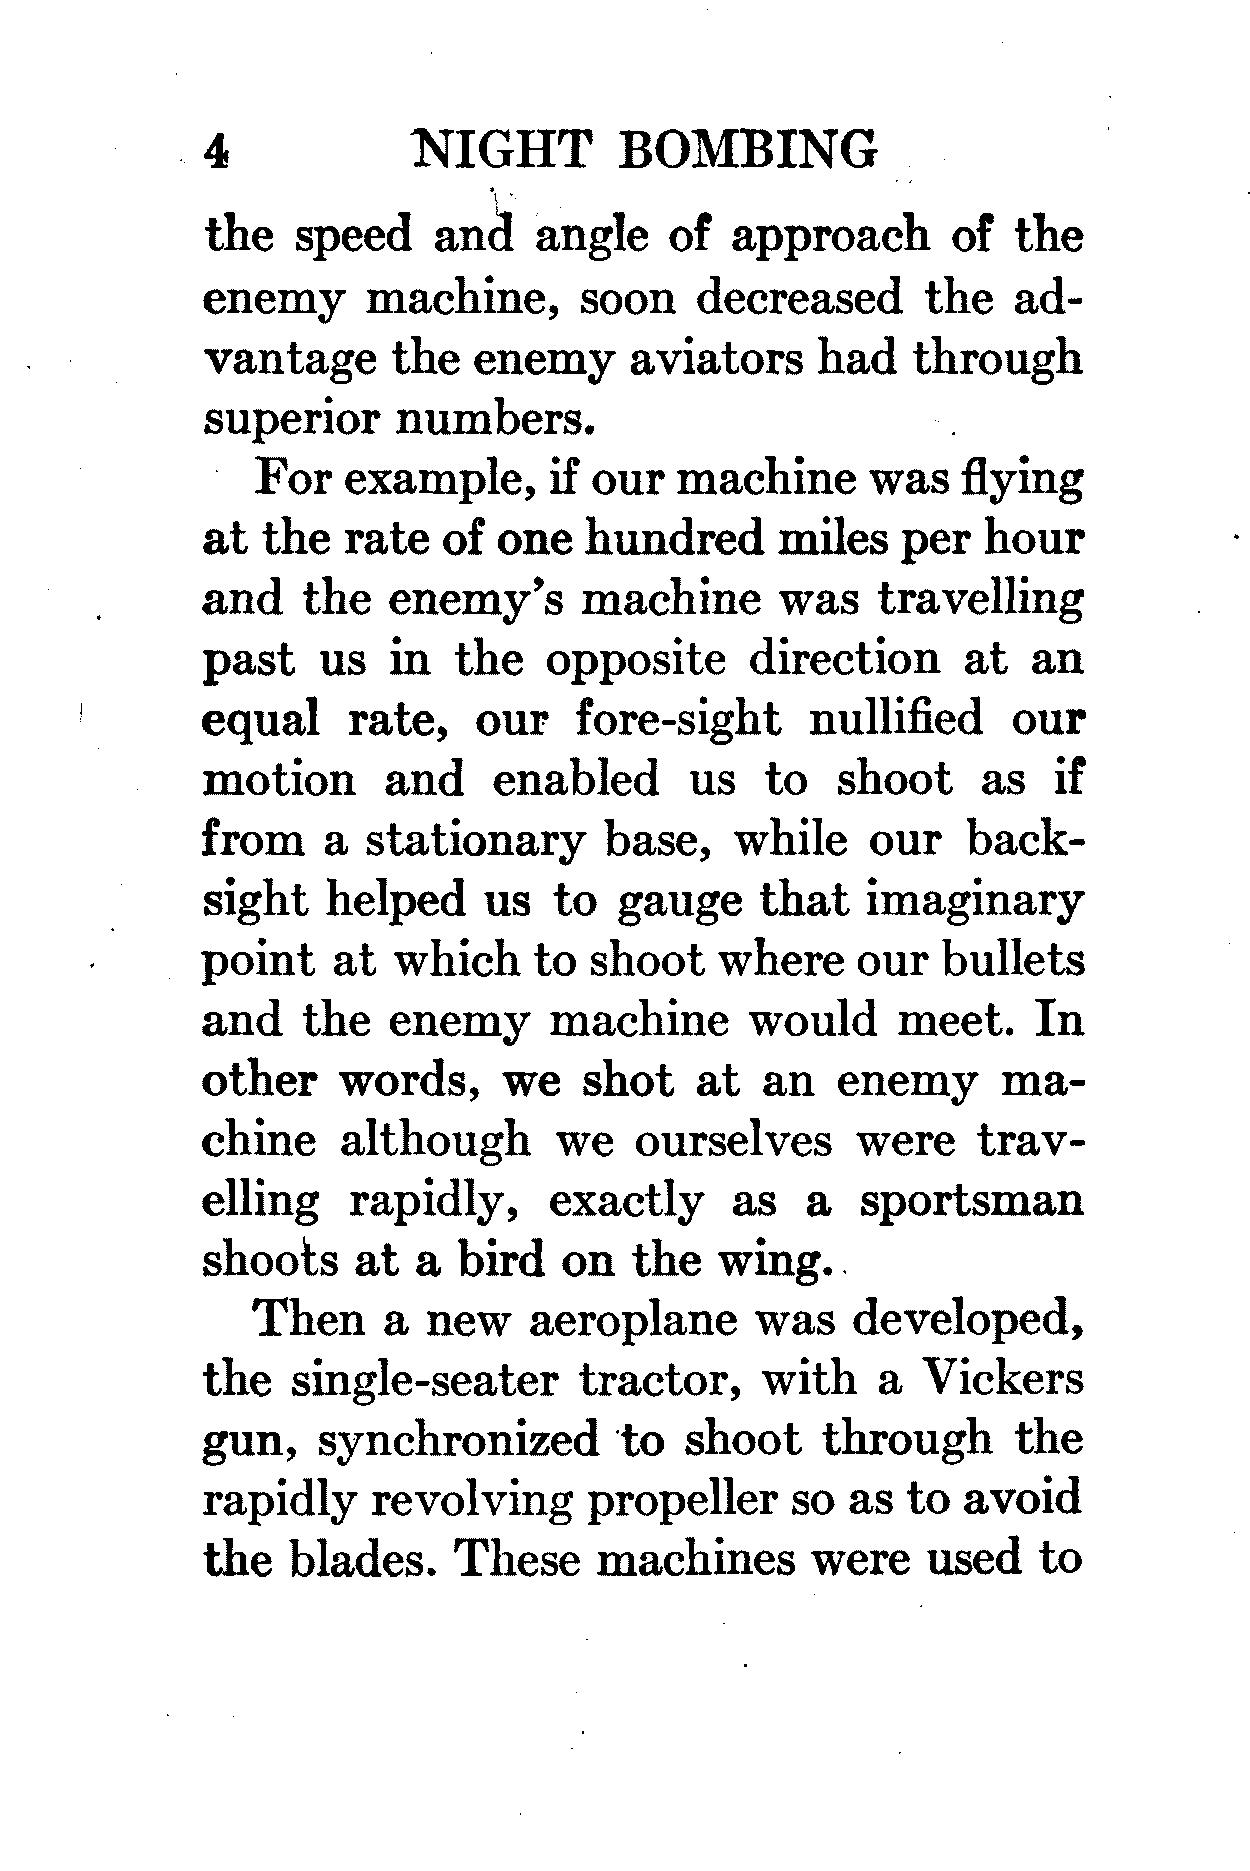 4 NIGHT BOMBING
the speed and angle of approach of the
enemy machine, soon decreased the ad-
vantage the enemy aviators had through
superior numbers.
For example, if our machine was flying
at the rate of one hundred miles per hour
and the enemy's machine was travelling
past us in the opposite direction at an
equal rate, our fore-sight nullified our
motion and enabled us to shoot as if
from a stationary base, while our back-
sight helped us to gauge that imaginary
point at which to shoot where our bullets
and the enemy machine would meet. In
other words, we shot at an enemy ma-
chine although we ourselves were trav-
elling rapidly, exactly as a sportsman
shoots at a bird on the wing.
Then a new aeroplane was developed,
the single-seater tractor, with a Vickers
gun, synchronized to shoot through the
rapidly revolving propeller so as to avoid
the blades. These machines were used to